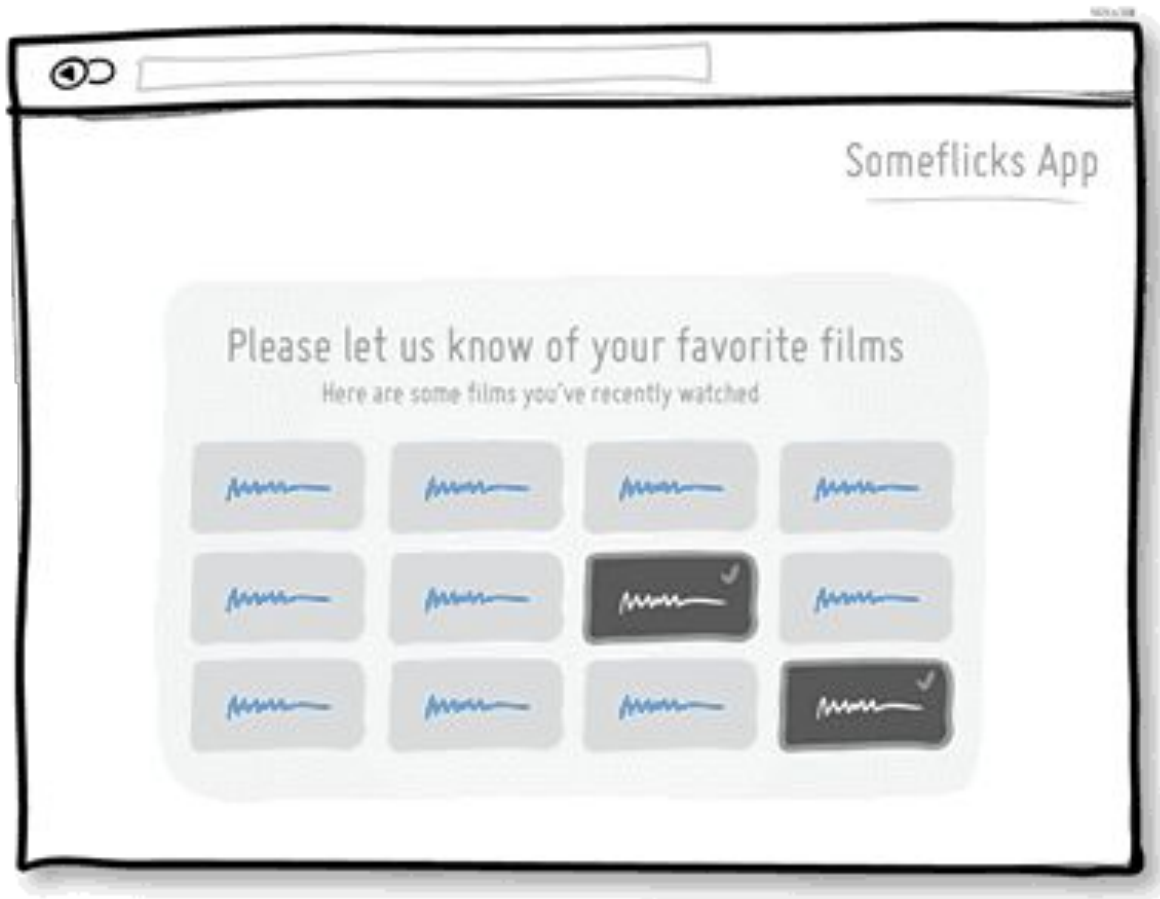 Someflicks App
Please let us know of your favorite films
Here are some films you've recently watched